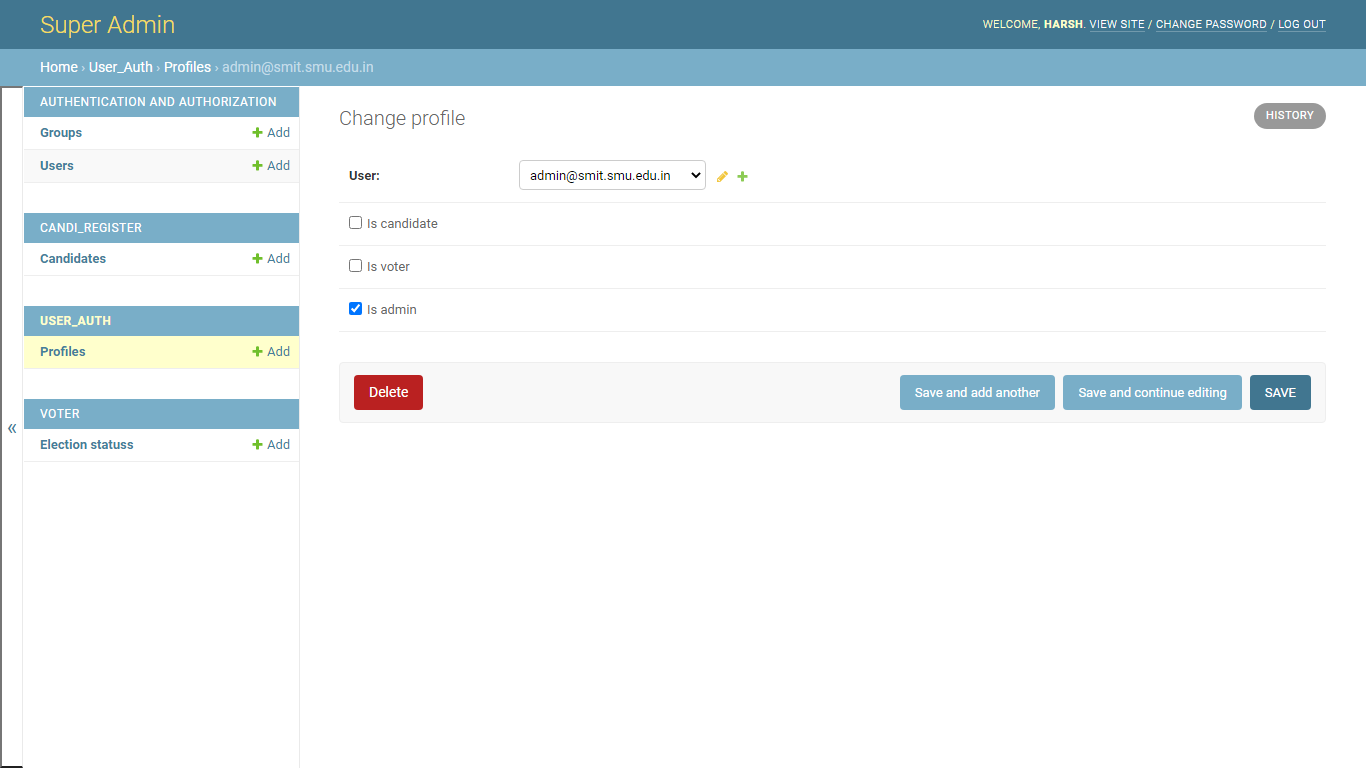 Super Admin
WELCOME, HARSH. VIEW SITE / CHANGE PASSWORD / LOG OUT
Home › User_Auth › Profiles › admin@smit.smu.edu.in
AUTHENTICATION AND AUTHORIZATION
Groups Add
Users Add
CANDI_REGISTER
Candidates Add
USER_AUTH
Profiles Add
VOTER
Election statuss Add
«
Change profile
HISTORY
User: admin@smit.smu.edu.in
Is candidate
Is voter
Is admin
Delete Save and add another Save and continue editing SAVE